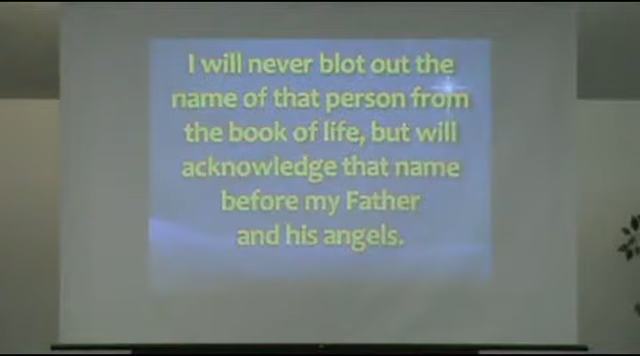 I will never blot out the
name of that person from
the book of life, but will
acknowledge that name
before my Father
and his angels.